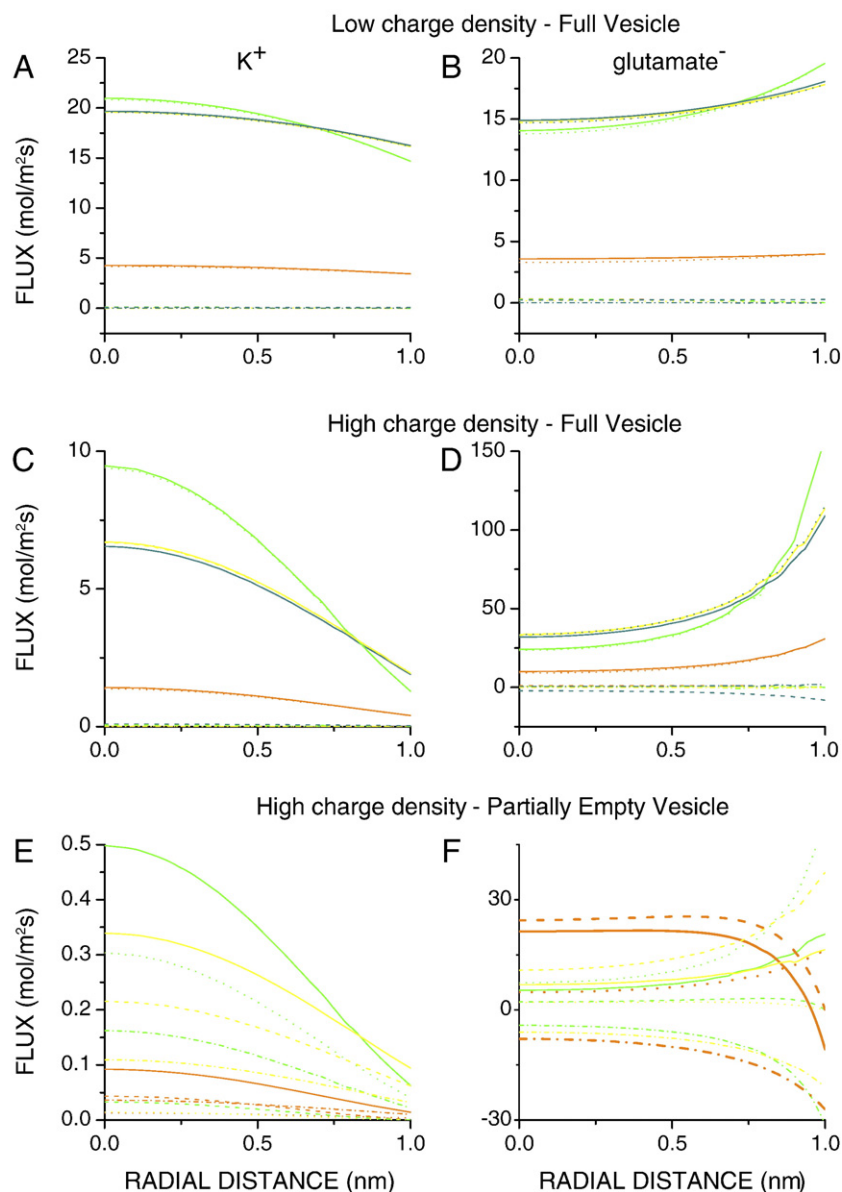 Low charge density - Full Vesicle
A K+ B glutamate-
25
20
15
10
5
0
FLUX (mol/m2s)
0.0 0.5 1.0
20
15
10
5
0
0.0 0.5 1.0
High charge density - Full Vesicle
C D
10
5
0
FLUX (mol/m2s)
0.0 0.5 1.0
150
100
50
0
0.0 0.5 1.0
High charge density - Partially Empty Vesicle
E F
0.5
0.4
0.3
0.2
0.1
0.0
FLUX (mol/m2s)
0.0 0.5 1.0
30
0
-30
0.0 0.5 1.0
RADIAL DISTANCE (nm) RADIAL DISTANCE (nm)